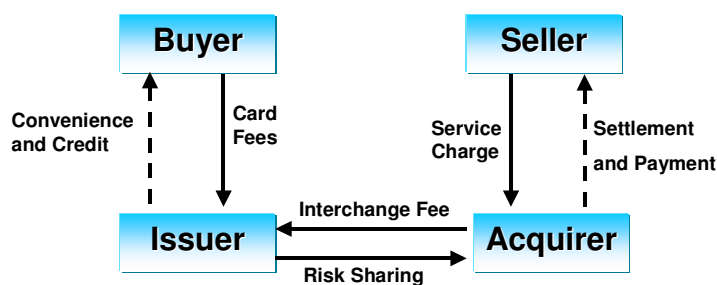 Buyer
Seller
Convenience
and Credit
Card
Fees
Service
Charge
Settlement
and Payment
Interchange Fee
Issuer
Acquirer
Risk Sharing